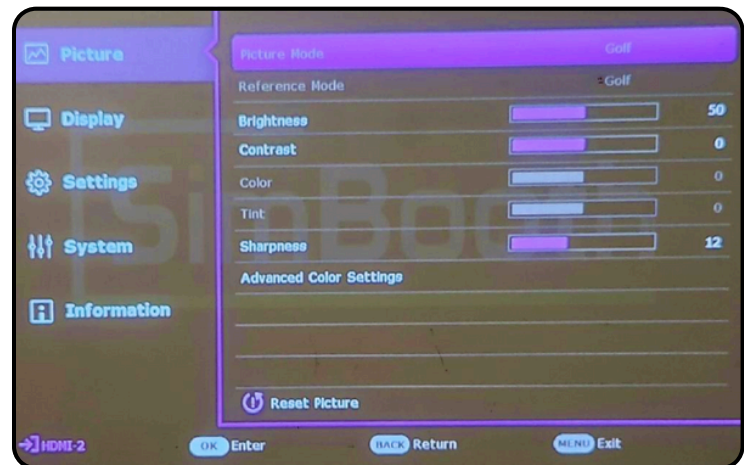 Picture
Display
Settings
System
Information
Picture Mode Golf
Reference Mode Golf
Brightness 50
Contrast 0
Color 0
Tint 0
Sharpness 12
Advanced Color Settings
Reset Picture
SimBooth
HDMI-2
OK Enter
BACK Return
MENU Exit